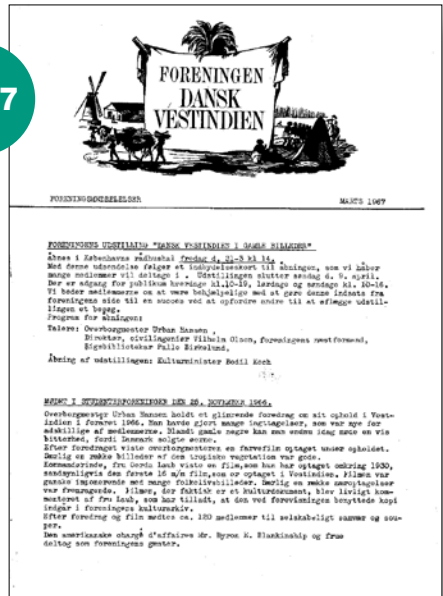 7
FORENINGEN
DANSK
VESTINDIEN
FORENINGSMEDDELELSER
MARTS 1967
FORENINGENS UDSTILLING "DANSK VESTINDIEN I GAMLE BILLEDER"
åbnes i Københavns rådhushal fredag d. 31-3 kl 14.
Med denne udsendelse følger et indbydelseskort til åbningen, som vi håber
mange medlemmer vil deltage i . Udstillingen slutter søndag d. 9. april.
Der er adgang for publikum hverdage kl.10-19, lørdage og søndage kl. 10-16.
Vi beder medlemmerne om at være behjælpelige med at gøre denne indsats fra
foreningens side til en succes ved at opfordre andre til at aflægge udstil-
lingen et besøg.
Program for åbningen:
Talere: Overborgmester Urban Hansen ,
Direktør, civilingeniør Vilhelm Olson, foreningens næstformand,
Rigsbibliotekar Palle Birkelund.
Åbning af udstillingen: Kulturminister Bodil Koch
MØDET I STUDENTERFORENINGEN DEN 25. NOVEMBER 1966.
Overborgmester Urban Hansen holdt et glimrende foredrag om sit ophold i Vest-
indien i foråret 1966. Han havde gjort mange iagttagelser, som var nye for
adskillige af medlemmerne. Blandt gamle negre kan man endnu idag møde en vis
bitterhed, fordi Danmark solgte øerne.
Efter foredraget viste overborgmesteren en farvefilm optaget under opholdet.
Særlig en række billeder af den tropiske vegetation var gode.
Kommandørinde, fru Gerda Laub viste en film, som hun har optaget omkring 1930,
sandsynligvis den første 16 m/m film, som er optaget i Vestindien. Filmen var
ganske imponerende med mange folkelivsbilleder. Særlig en række næroptagelser
var fremragende. Filmen, der faktisk er et kulturdokument, blev livligt kom-
menteret af fru Laub, som har tilladt, at den ved foreningen benyttede kopi
indgår i foreningens kulturarkiv.
Efter foredrag og film mødtes ca. 120 medlemmer til selskabeligt samvær og sou-
per.
Den amerikanske chargé d'affaires Mr. Byron E. Blankinship og frue
deltog som foreningens gæster.